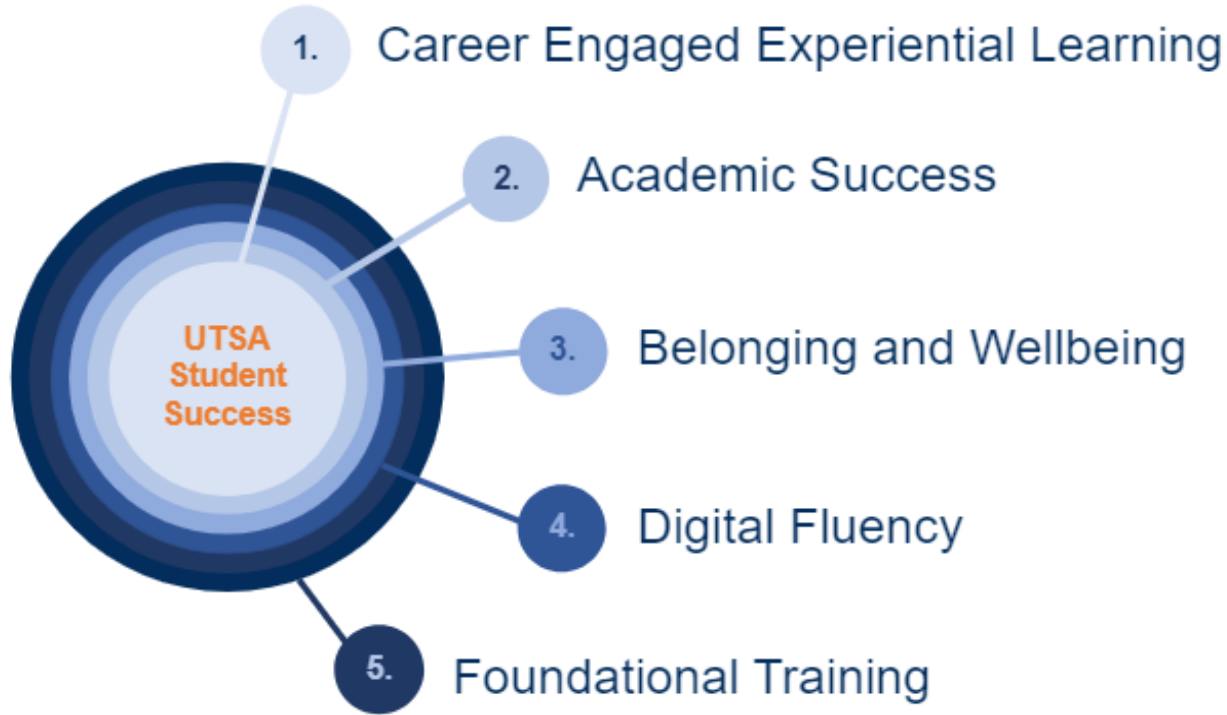 1. Career Engaged Experiential Learning
2. Academic Success
3. Belonging and Wellbeing
UTSA
Student
Success
4. Digital Fluency
5. Foundational Training